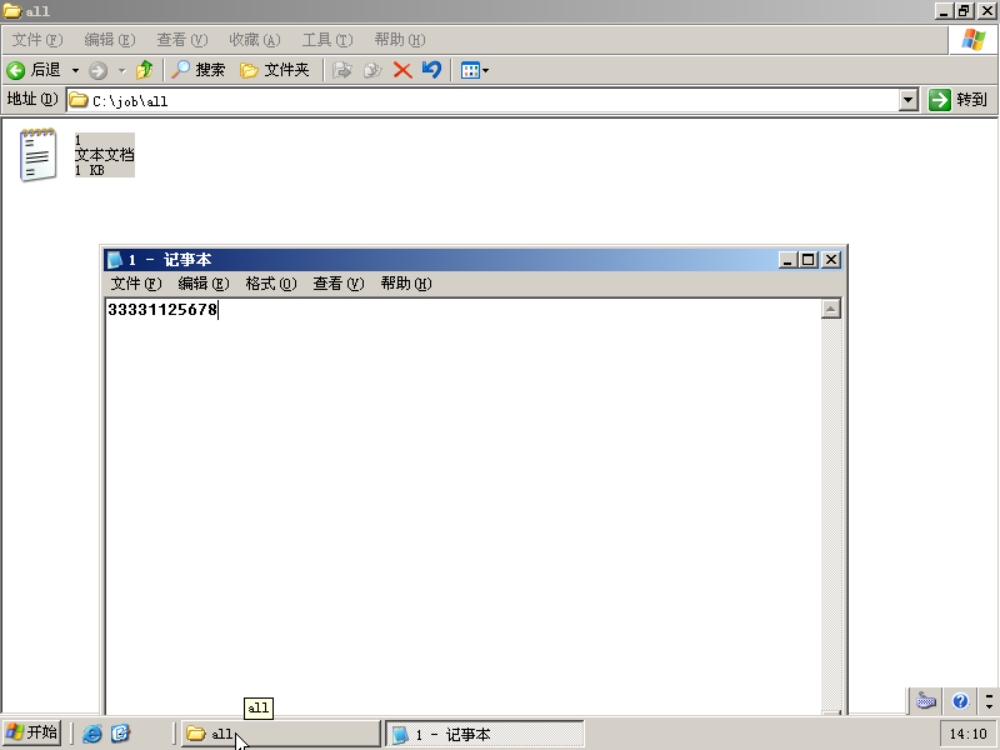 all
文件(F) 编辑(E) 查看(V) 收藏(A) 工具(T) 帮助(H)
后退 搜索 文件夹
地址(D) C:\job\all 转到
1
文本文档
1 KB
1 - 记事本
文件(F) 编辑(E) 格式(O) 查看(V) 帮助(H)
33331125678
all
开始 all 1 - 记事本 14:10